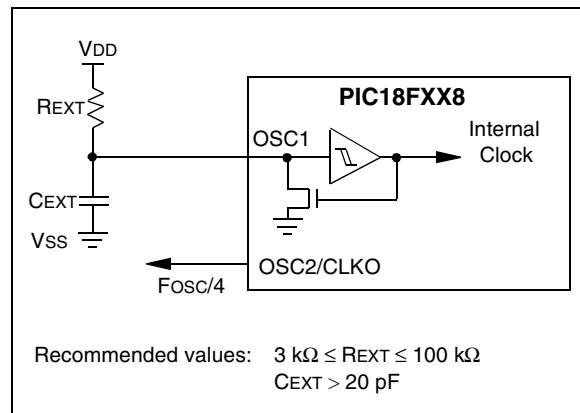 VDD
PIC18FXX8
REXT
OSC1
Internal
Clock
CEXT
VSS
OSC2/CLKO
FOSC/4
Recommended values: 3 kΩ ≤ REXT ≤ 100 kΩ
CEXT > 20 pF